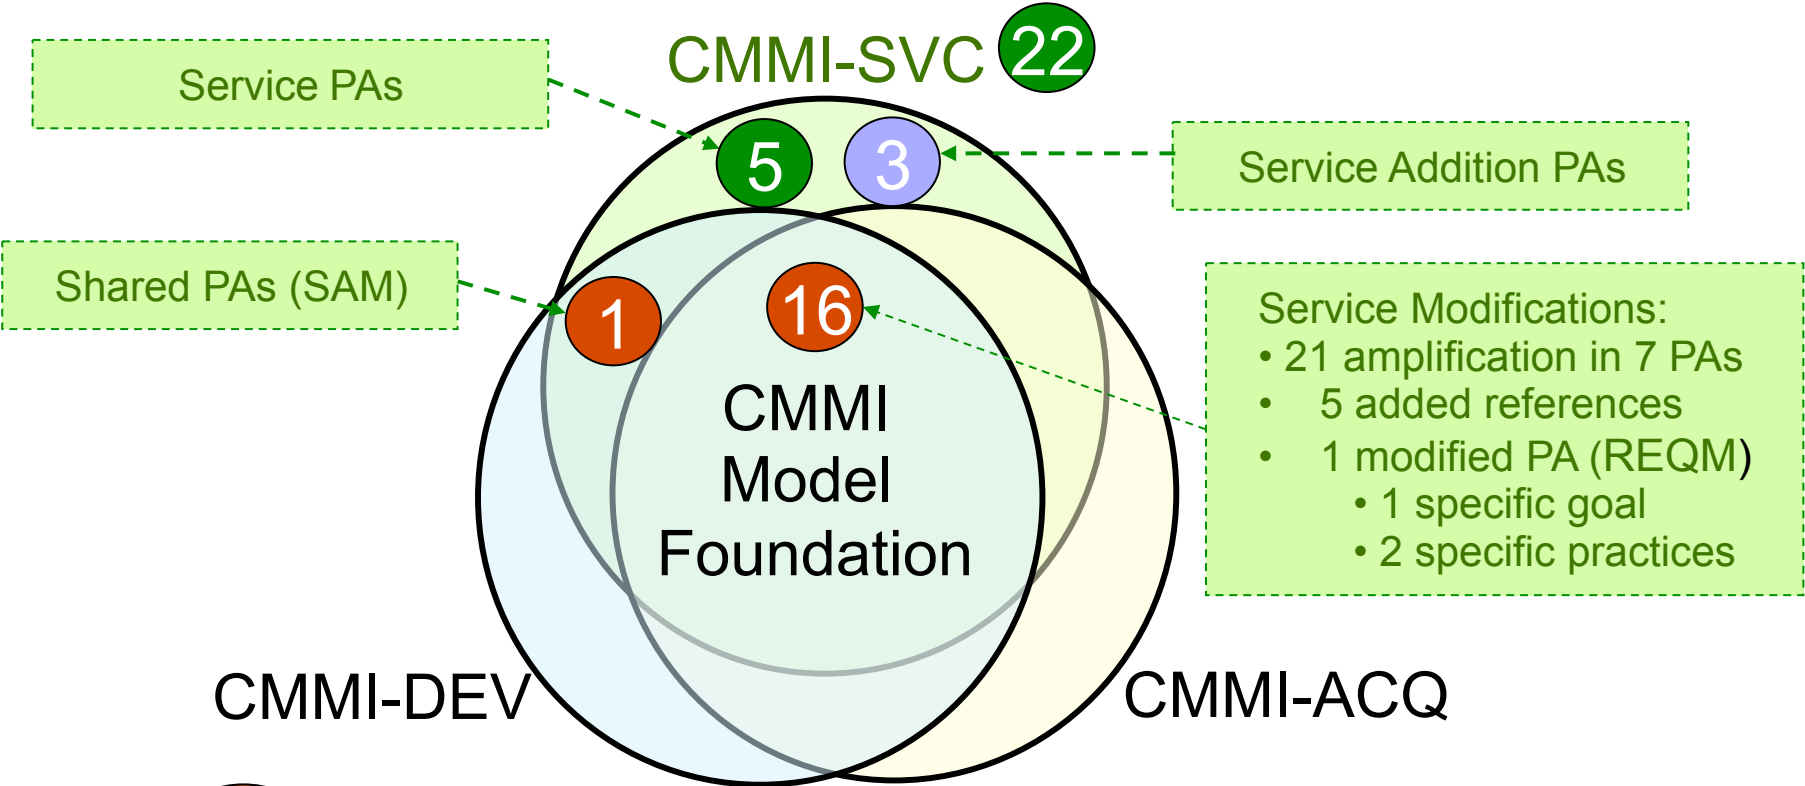 CMMI-SVC 22
Service PAs
5
3
Service Addition PAs
Shared PAs (SAM)
1
16
Service Modifications:
• 21 amplification in 7 PAs
• 5 added references
• 1 modified PA (REQM)
• 1 specific goal
• 2 specific practices
CMMI
Model
Foundation
CMMI-DEV
CMMI-ACQ